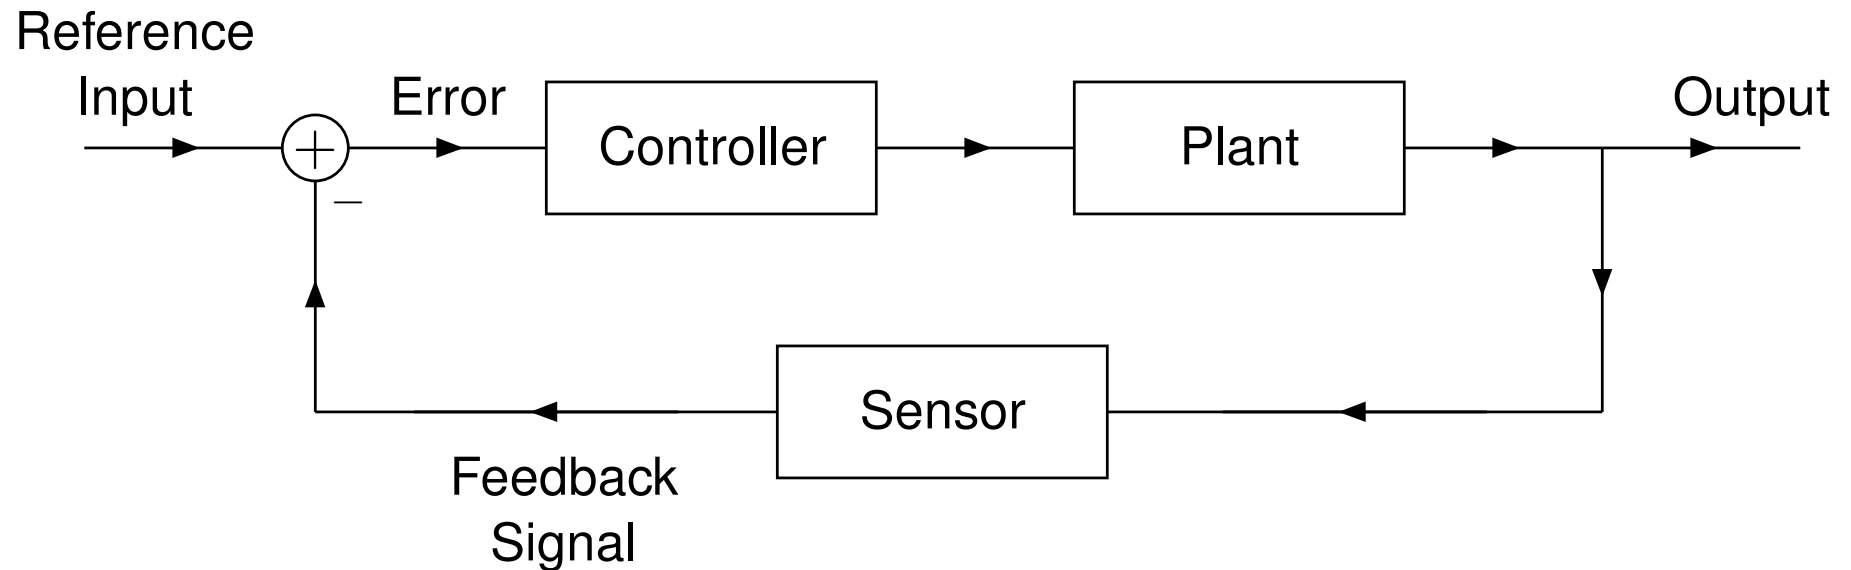 Reference
Input
Error
Controller
Plant
Output
+
−
Sensor
Feedback
Signal